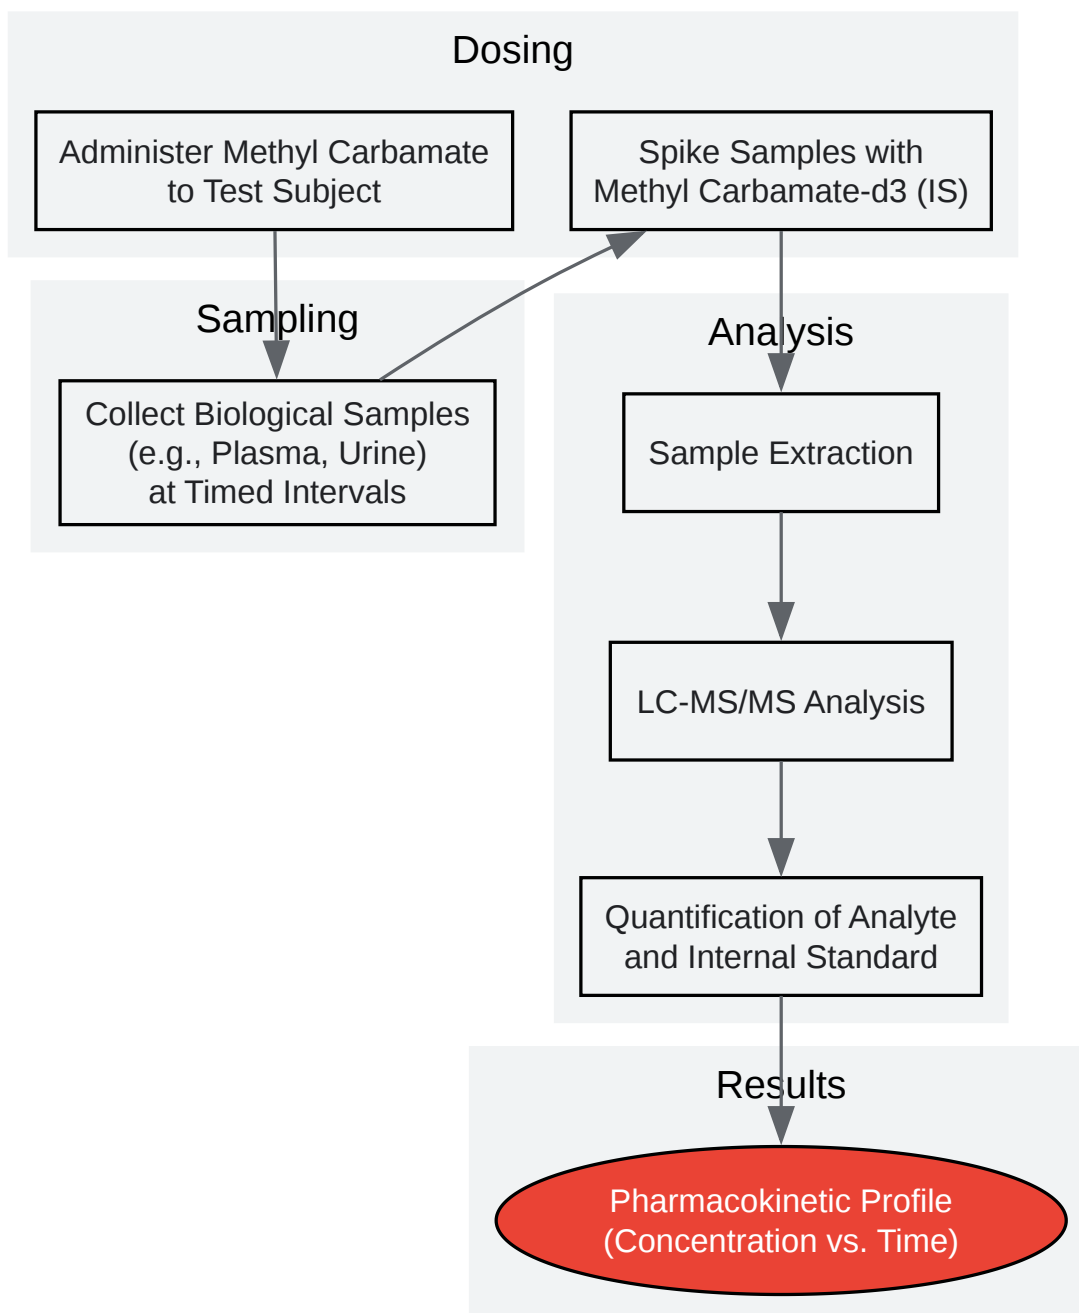 Dosing
Administer Methyl Carbamate
to Test Subject
Spike Samples with
Methyl Carbamate-d3 (IS)
Sampling
Collect Biological Samples
(e.g., Plasma, Urine)
at Timed Intervals
Analysis
Sample Extraction
LC-MS/MS Analysis
Quantification of Analyte
and Internal Standard
Results
Pharmacokinetic Profile
(Concentration vs. Time)